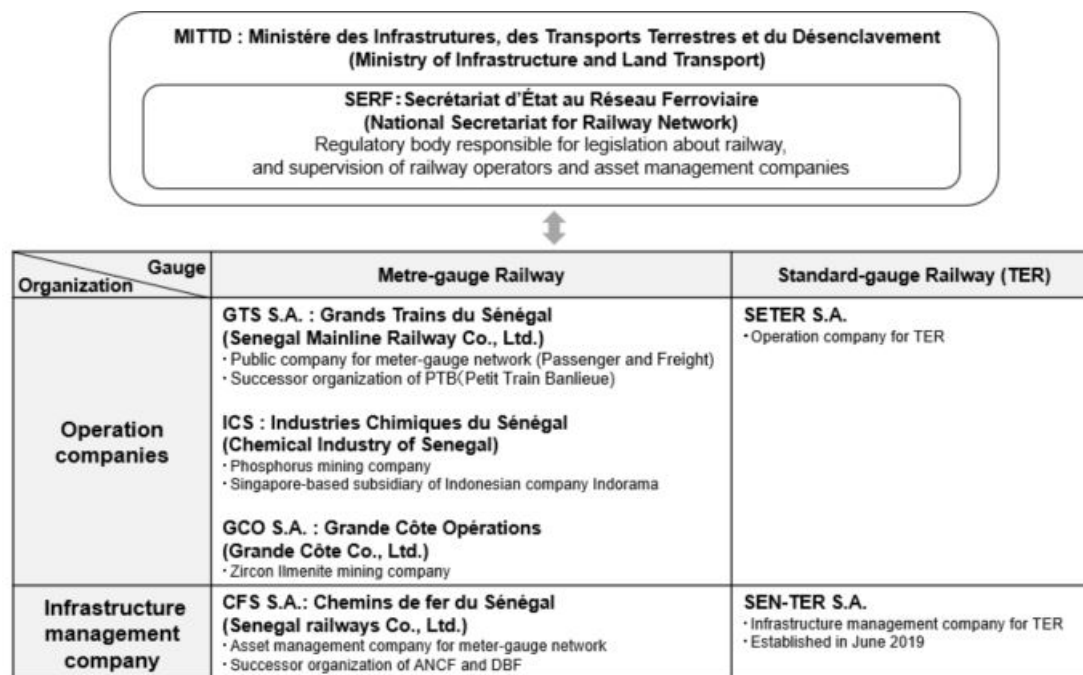 MITTD : Ministére des Infrastrutures, des Transports Terrestres et du Désenclavement
(Ministry of Infrastructure and Land Transport)
SERF：Secrétariat d'État au Réseau Ferroviaire
(National Secretariat for Railway Network)
Regulatory body responsible for legislation about railway,
and supervision of railway operators and asset management companies
Gauge
Organization
Metre-gauge Railway
Standard-gauge Railway (TER)
Operation
companies
GTS S.A. : Grands Trains du Sénégal
(Senegal Mainline Railway Co., Ltd.)
・Public company for meter-gauge network (Passenger and Freight)
・Successor organization of PTB（Petit Train Banlieue）
ICS : Industries Chimiques du Sénégal
(Chemical Industry of Senegal)
・Phosphorus mining company
・Singapore-based subsidiary of Indonesian company Indorama
GCO S.A. : Grande Côte Opérations
(Grande Côte Co., Ltd.)
・Zircon Ilmenite mining company
SETER S.A.
・Operation company for TER
Infrastructure
management
company
CFS S.A.: Chemins de fer du Sénégal
(Senegal railways Co., Ltd.)
・Asset management company for meter-gauge network
・Successor organization of ANCF and DBF
SEN-TER S.A.
・Infrastructure management company for TER
・Established in June 2019